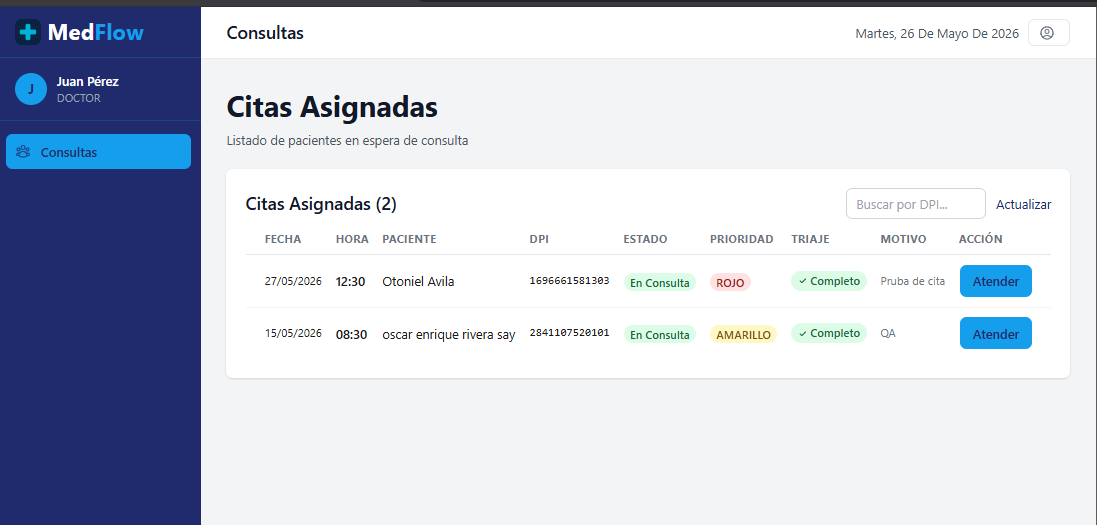 MedFlow
Consultas
Martes, 26 De Mayo De 2026
J
Juan Pérez
DOCTOR
Consultas
Citas Asignadas
Listado de pacientes en espera de consulta
Citas Asignadas (2)
Buscar por DPI...
Actualizar
FECHA HORA PACIENTE DPI ESTADO PRIORIDAD TRIAJE MOTIVO ACCIÓN
27/05/2026 12:30 Otoniel Avila 1696661581303 En Consulta ROJO ✓ Completo Pruba de cita Atender
15/05/2026 08:30 oscar enrique rivera say 2841107520101 En Consulta AMARILLO ✓ Completo QA Atender